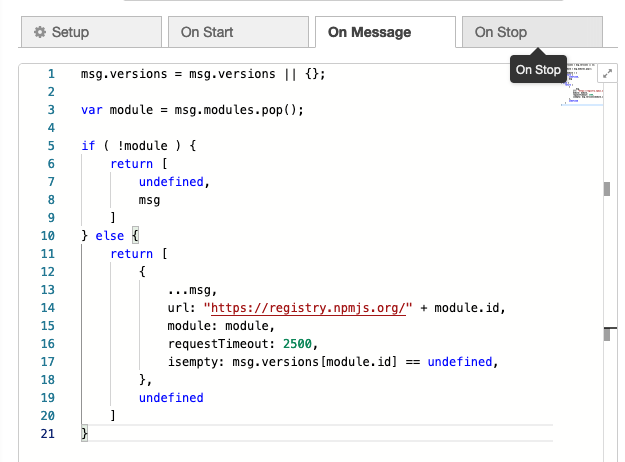 Setup On Start On Message On Stop
On Stop
1 msg.versions = msg.versions || {};
2
3 var module = msg.modules.pop();
4
5 if ( !module ) {
6     return [
7         undefined,
8         msg
9     ]
10 } else {
11     return [
12         {
13             ...msg,
14             url: "https://registry.npmjs.org/" + module.id,
15             module: module,
16             requestTimeout: 2500,
17             isempty: msg.versions[module.id] == undefined,
18         },
19         undefined
20     ]
21 }